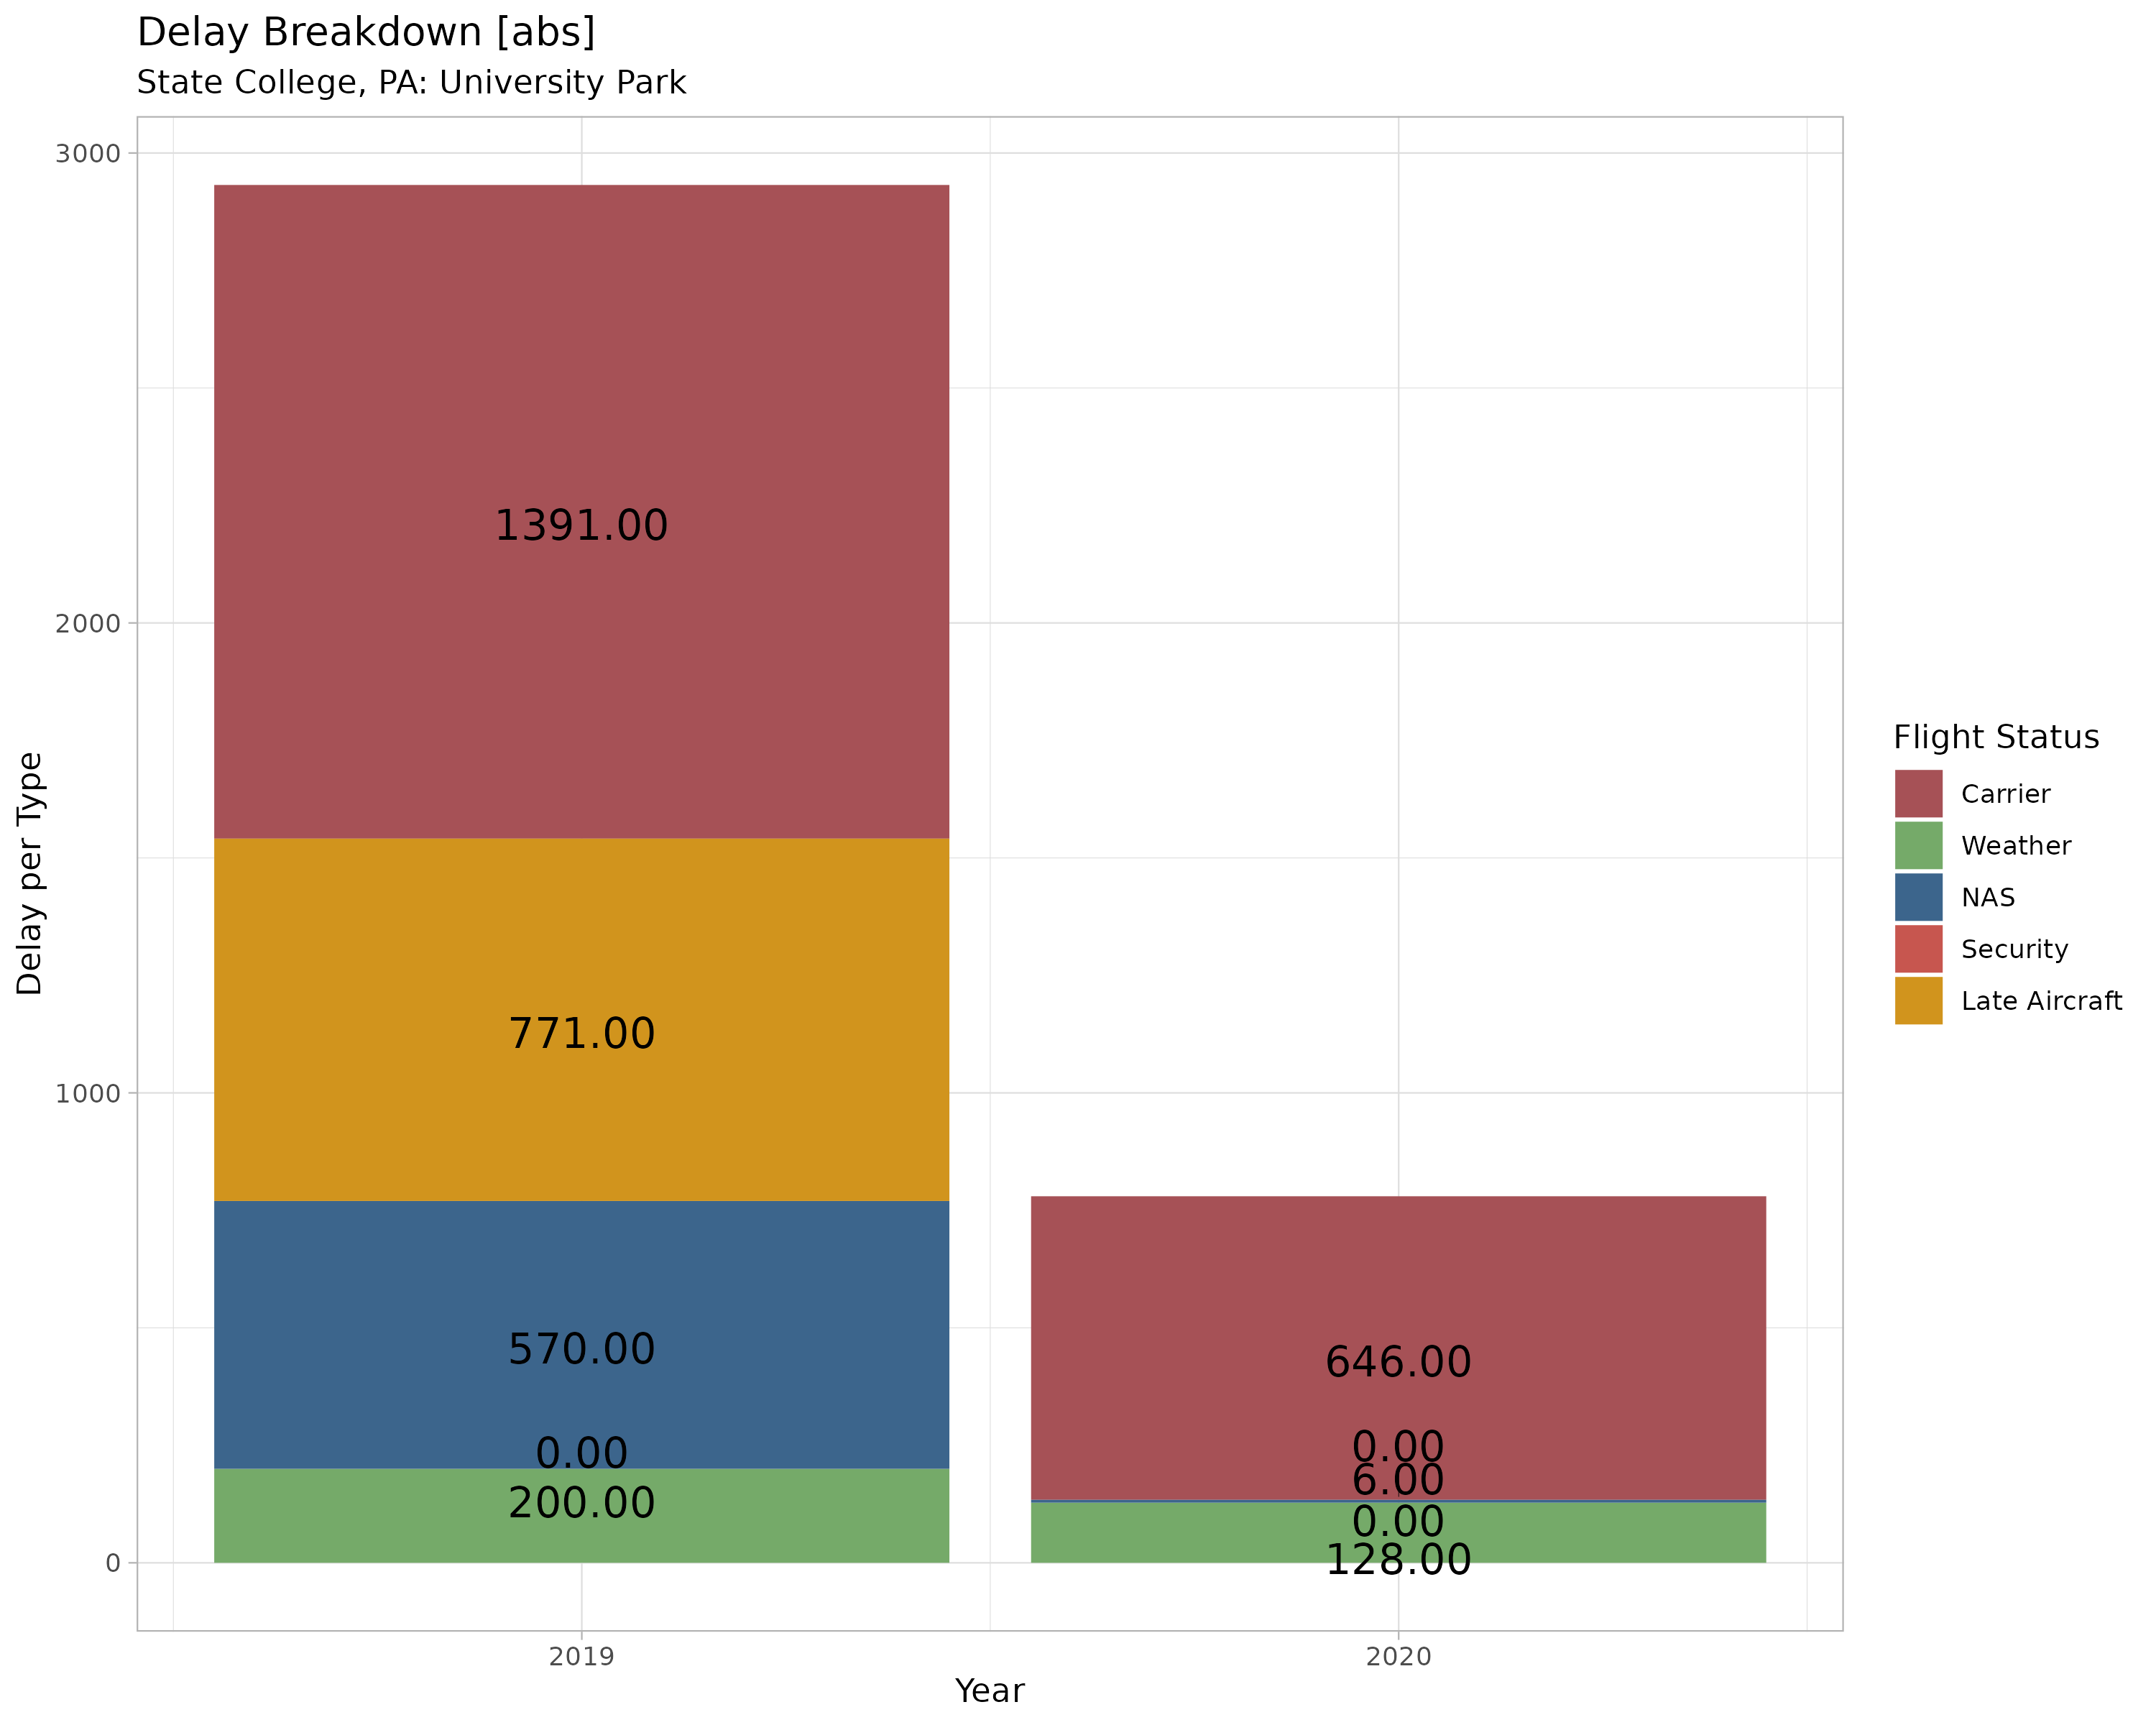 Delay Breakdown [abs]
State College, PA: University Park
Delay per Type
3000
2000
1000
0
1391.00
771.00
570.00
0.00
200.00
646.00
0.00
6.00
0.00
128.00
2019
2020
Year
Flight Status
Carrier
Weather
NAS
Security
Late Aircraft